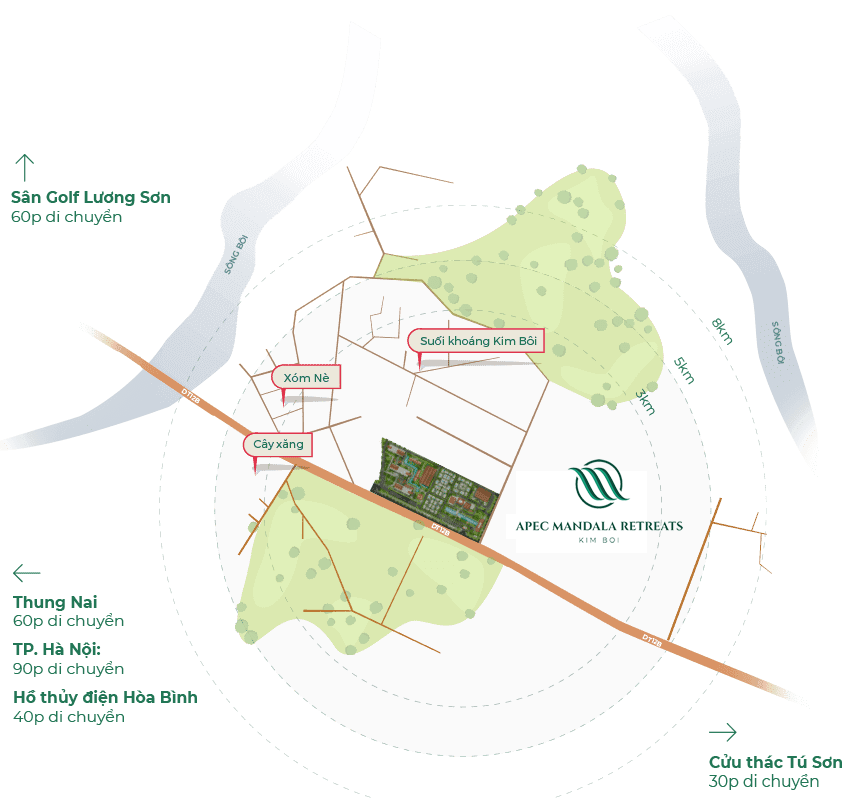 Sân Golf Lương Sơn
60p di chuyển
SÔNG BÔI
SÔNG BÔI
8km
5km
3km
Suối khoáng Kim Bôi
Xóm Nè
ĐT12B
Cây xăng
ĐT12B
APEC MANDALA RETREATS
KIM BOI
Thung Nai
60p di chuyển
TP. Hà Nội:
90p di chuyển
Hồ thủy điện Hòa Bình
40p di chuyển
ĐT12B
Cửu thác Tú Sơn
30p di chuyển